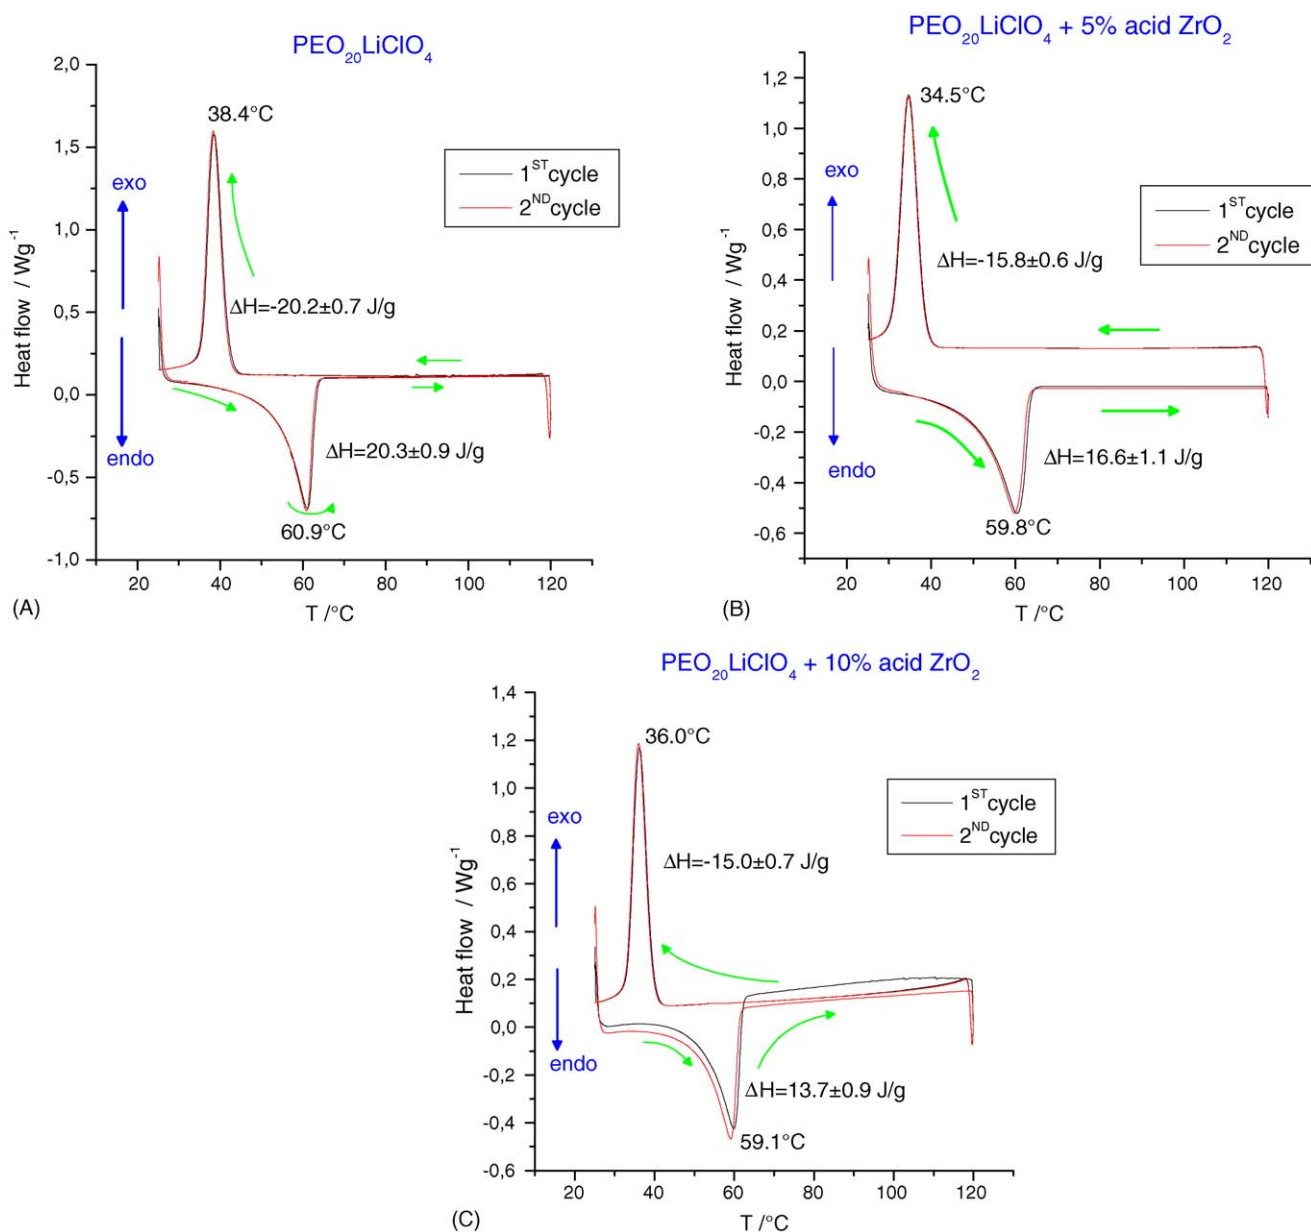 PEO20LiClO4
2,0
1,5
1,0
0,5
0,0
-0,5
-1,0
Heat flow / Wg-1
exo
endo
38.4°C
1ST cycle
2ND cycle
ΔH=-20.2±0.7 J/g
ΔH=20.3±0.9 J/g
60.9°C
20 40 60 80 100 120
T /°C
(A)
PEO20LiClO4 + 5% acid ZrO2
1,2
1,0
0,8
0,6
0,4
0,2
0,0
-0,2
-0,4
-0,6
Heat flow / Wg-1
exo
endo
34.5°C
1ST cycle
2ND cycle
ΔH=-15.8±0.6 J/g
ΔH=16.6±1.1 J/g
59.8°C
20 40 60 80 100 120
T /°C
(B)
PEO20LiClO4 + 10% acid ZrO2
1,4
1,2
1,0
0,8
0,6
0,4
0,2
0,0
-0,2
-0,4
-0,6
Heat flow / Wg-1
exo
endo
36.0°C
1ST cycle
2ND cycle
ΔH=-15.0±0.7 J/g
ΔH=13.7±0.9 J/g
59.1°C
20 40 60 80 100 120
T /°C
(C)